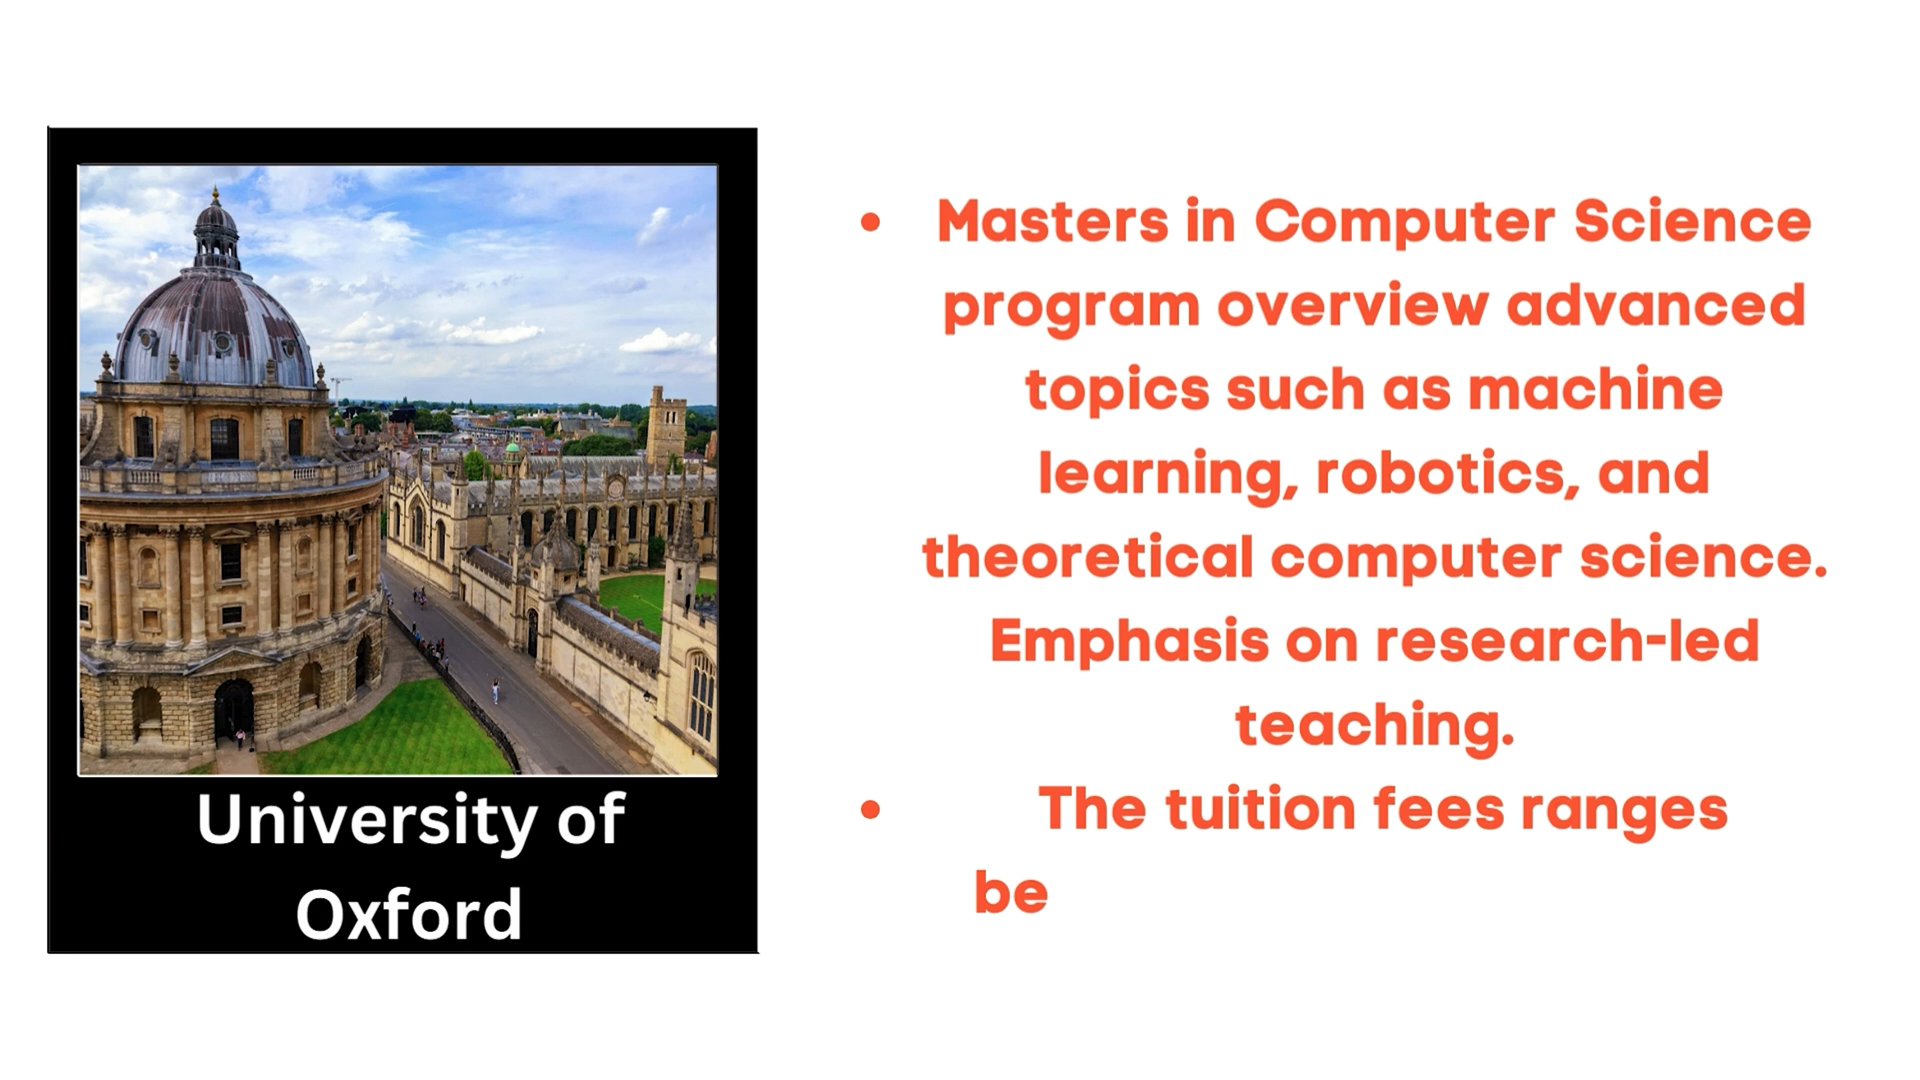 University of
Oxford
• Masters in Computer Science
program overview advanced
topics such as machine
learning, robotics, and
theoretical computer science.
Emphasis on research-led
teaching.
• The tuition fees ranges
be